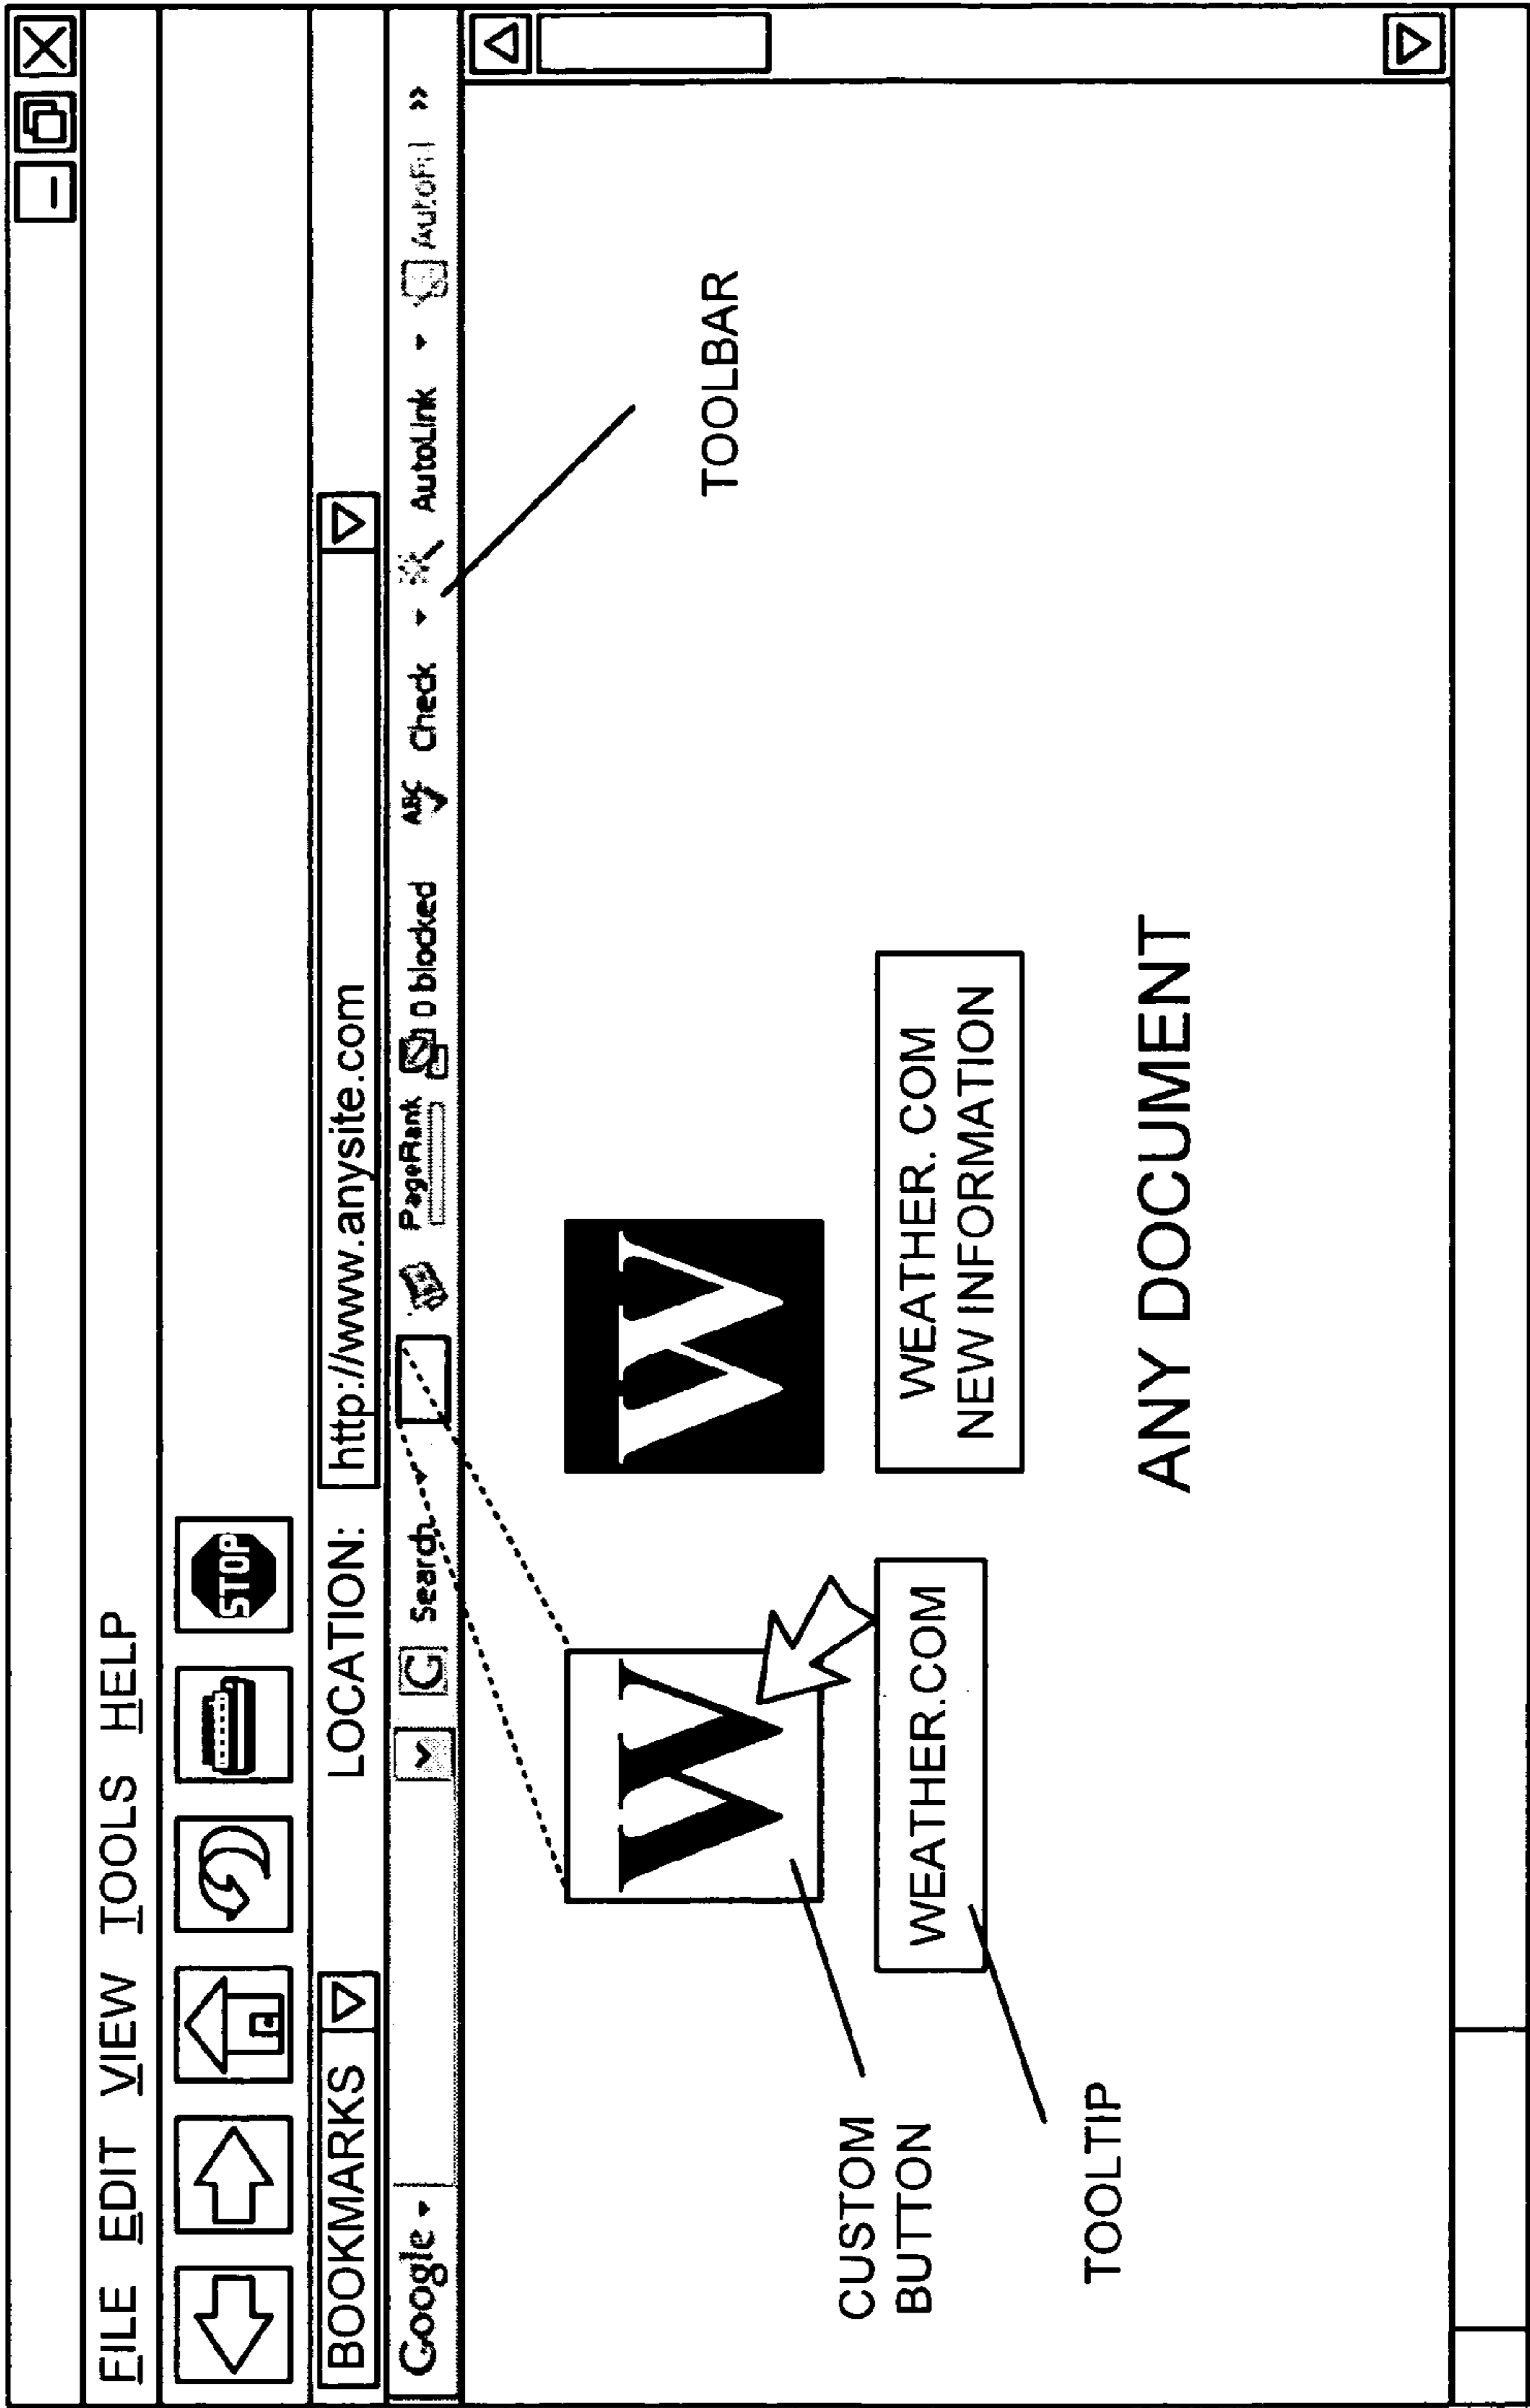 FILE EDIT VIEW TOOLS HELP
STOP
BOOKMARKS LOCATION: http://www.anysite.com
Google G Search PageRank 0 blocked ABC Check AutoLink AutoFill »
TOOLBAR
W W
CUSTOM
BUTTON
WEATHER.COM
WEATHER.COM
NEW INFORMATION
TOOLTIP
ANY DOCUMENT